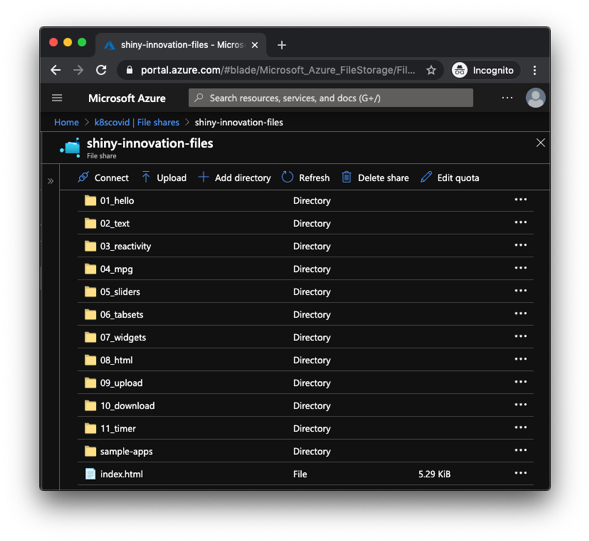 shiny-innovation-files - Micros
portal.azure.com/#blade/Microsoft_Azure_FileStorage/Fil... Incognito
Microsoft Azure Search resources, services, and docs (G+/)
Home > k8scovid | File shares > shiny-innovation-files
shiny-innovation-files
File share
Connect Upload Add directory Refresh Delete share Edit quota
01_hello Directory
02_text Directory
03_reactivity Directory
04_mpg Directory
05_sliders Directory
06_tabsets Directory
07_widgets Directory
08_html Directory
09_upload Directory
10_download Directory
11_timer Directory
sample-apps Directory
index.html File 5.29 KiB